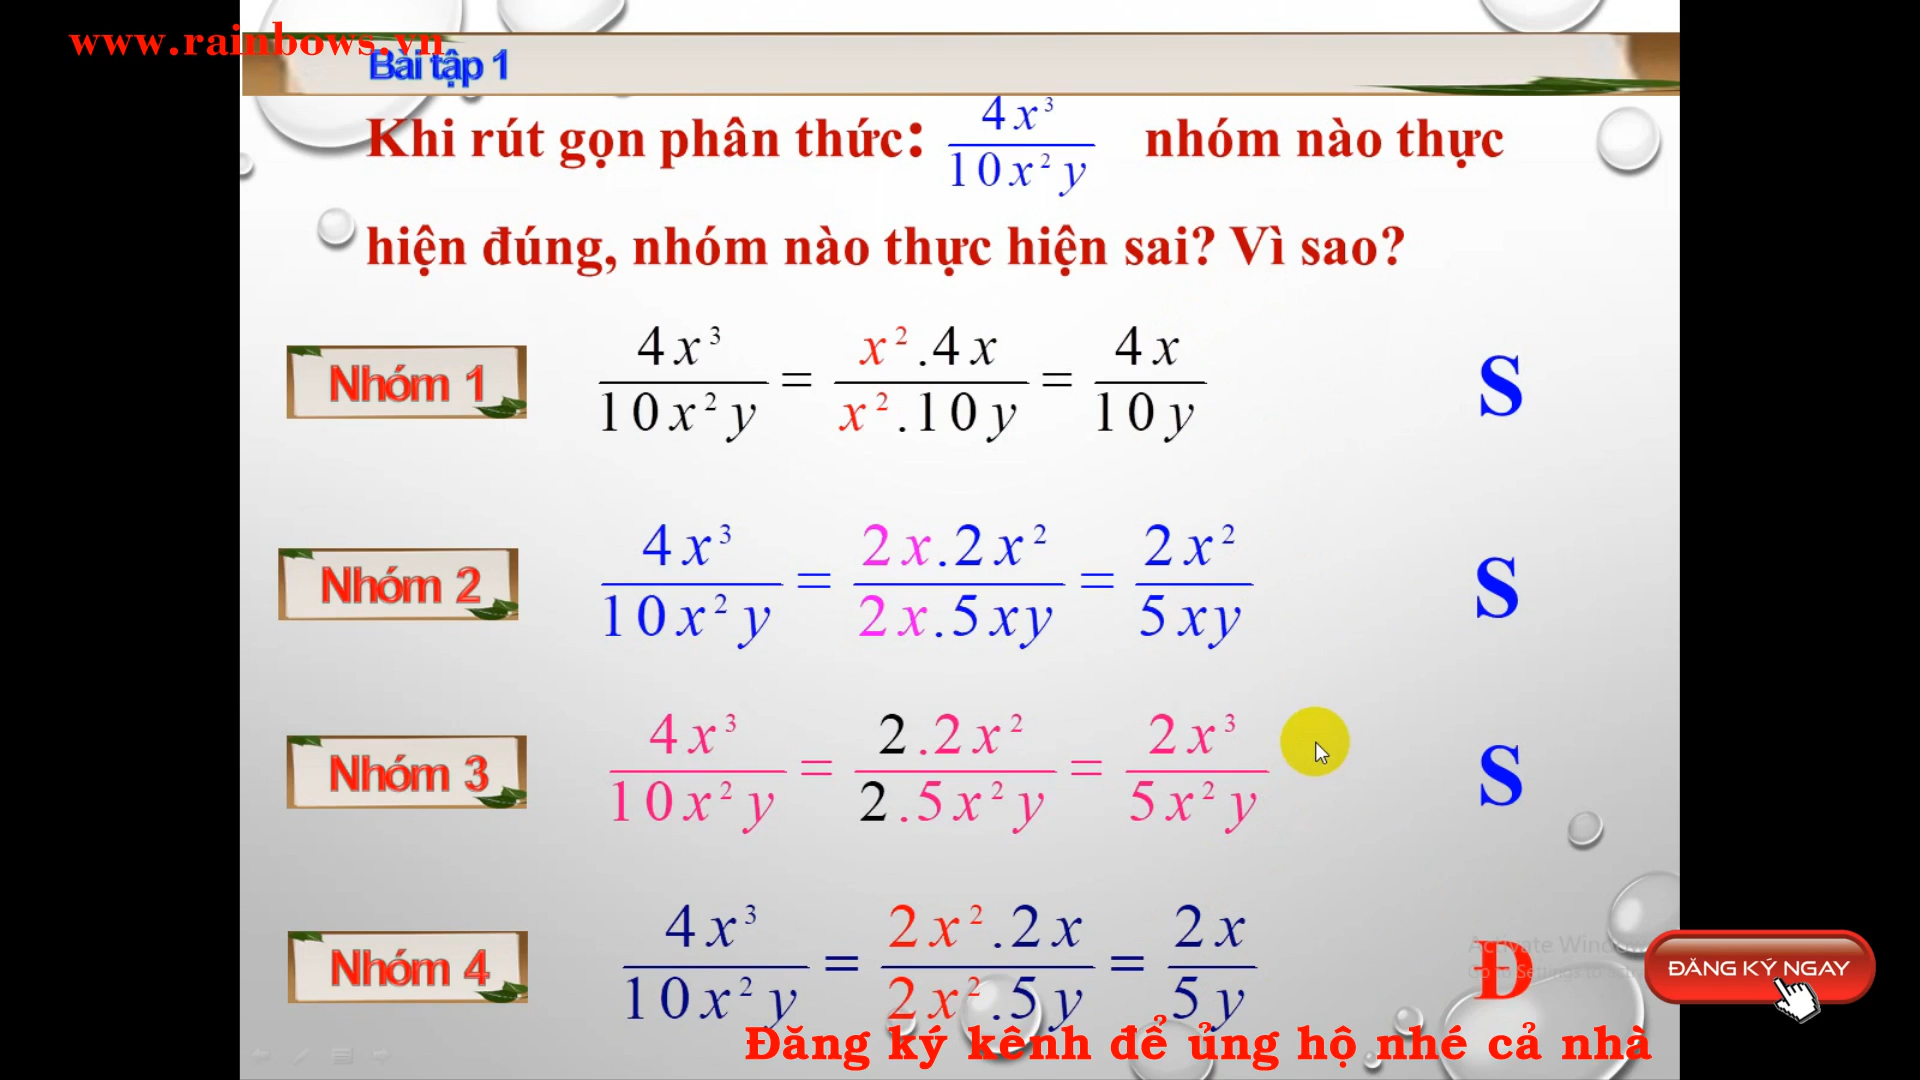 www.rainbows.vn
Bài tập 1
Khi rút gọn phân thức: 4x³/10x²y nhóm nào thực
hiện đúng, nhóm nào thực hiện sai? Vì sao?
Nhóm 1 4x³/10x²y = x².4x/x².10y = 4x/10y S
Nhóm 2 4x³/10x²y = 2x.2x²/2x.5xy = 2x²/5xy S
Nhóm 3 4x³/10x²y = 2.2x²/2.5x²y = 2x³/5x²y S
Nhóm 4 4x³/10x²y = 2x².2x/2x².5y = 2x/5y Đ
ĐĂNG KÝ NGAY
Đăng ký kênh để ủng hộ nhé cả nhà